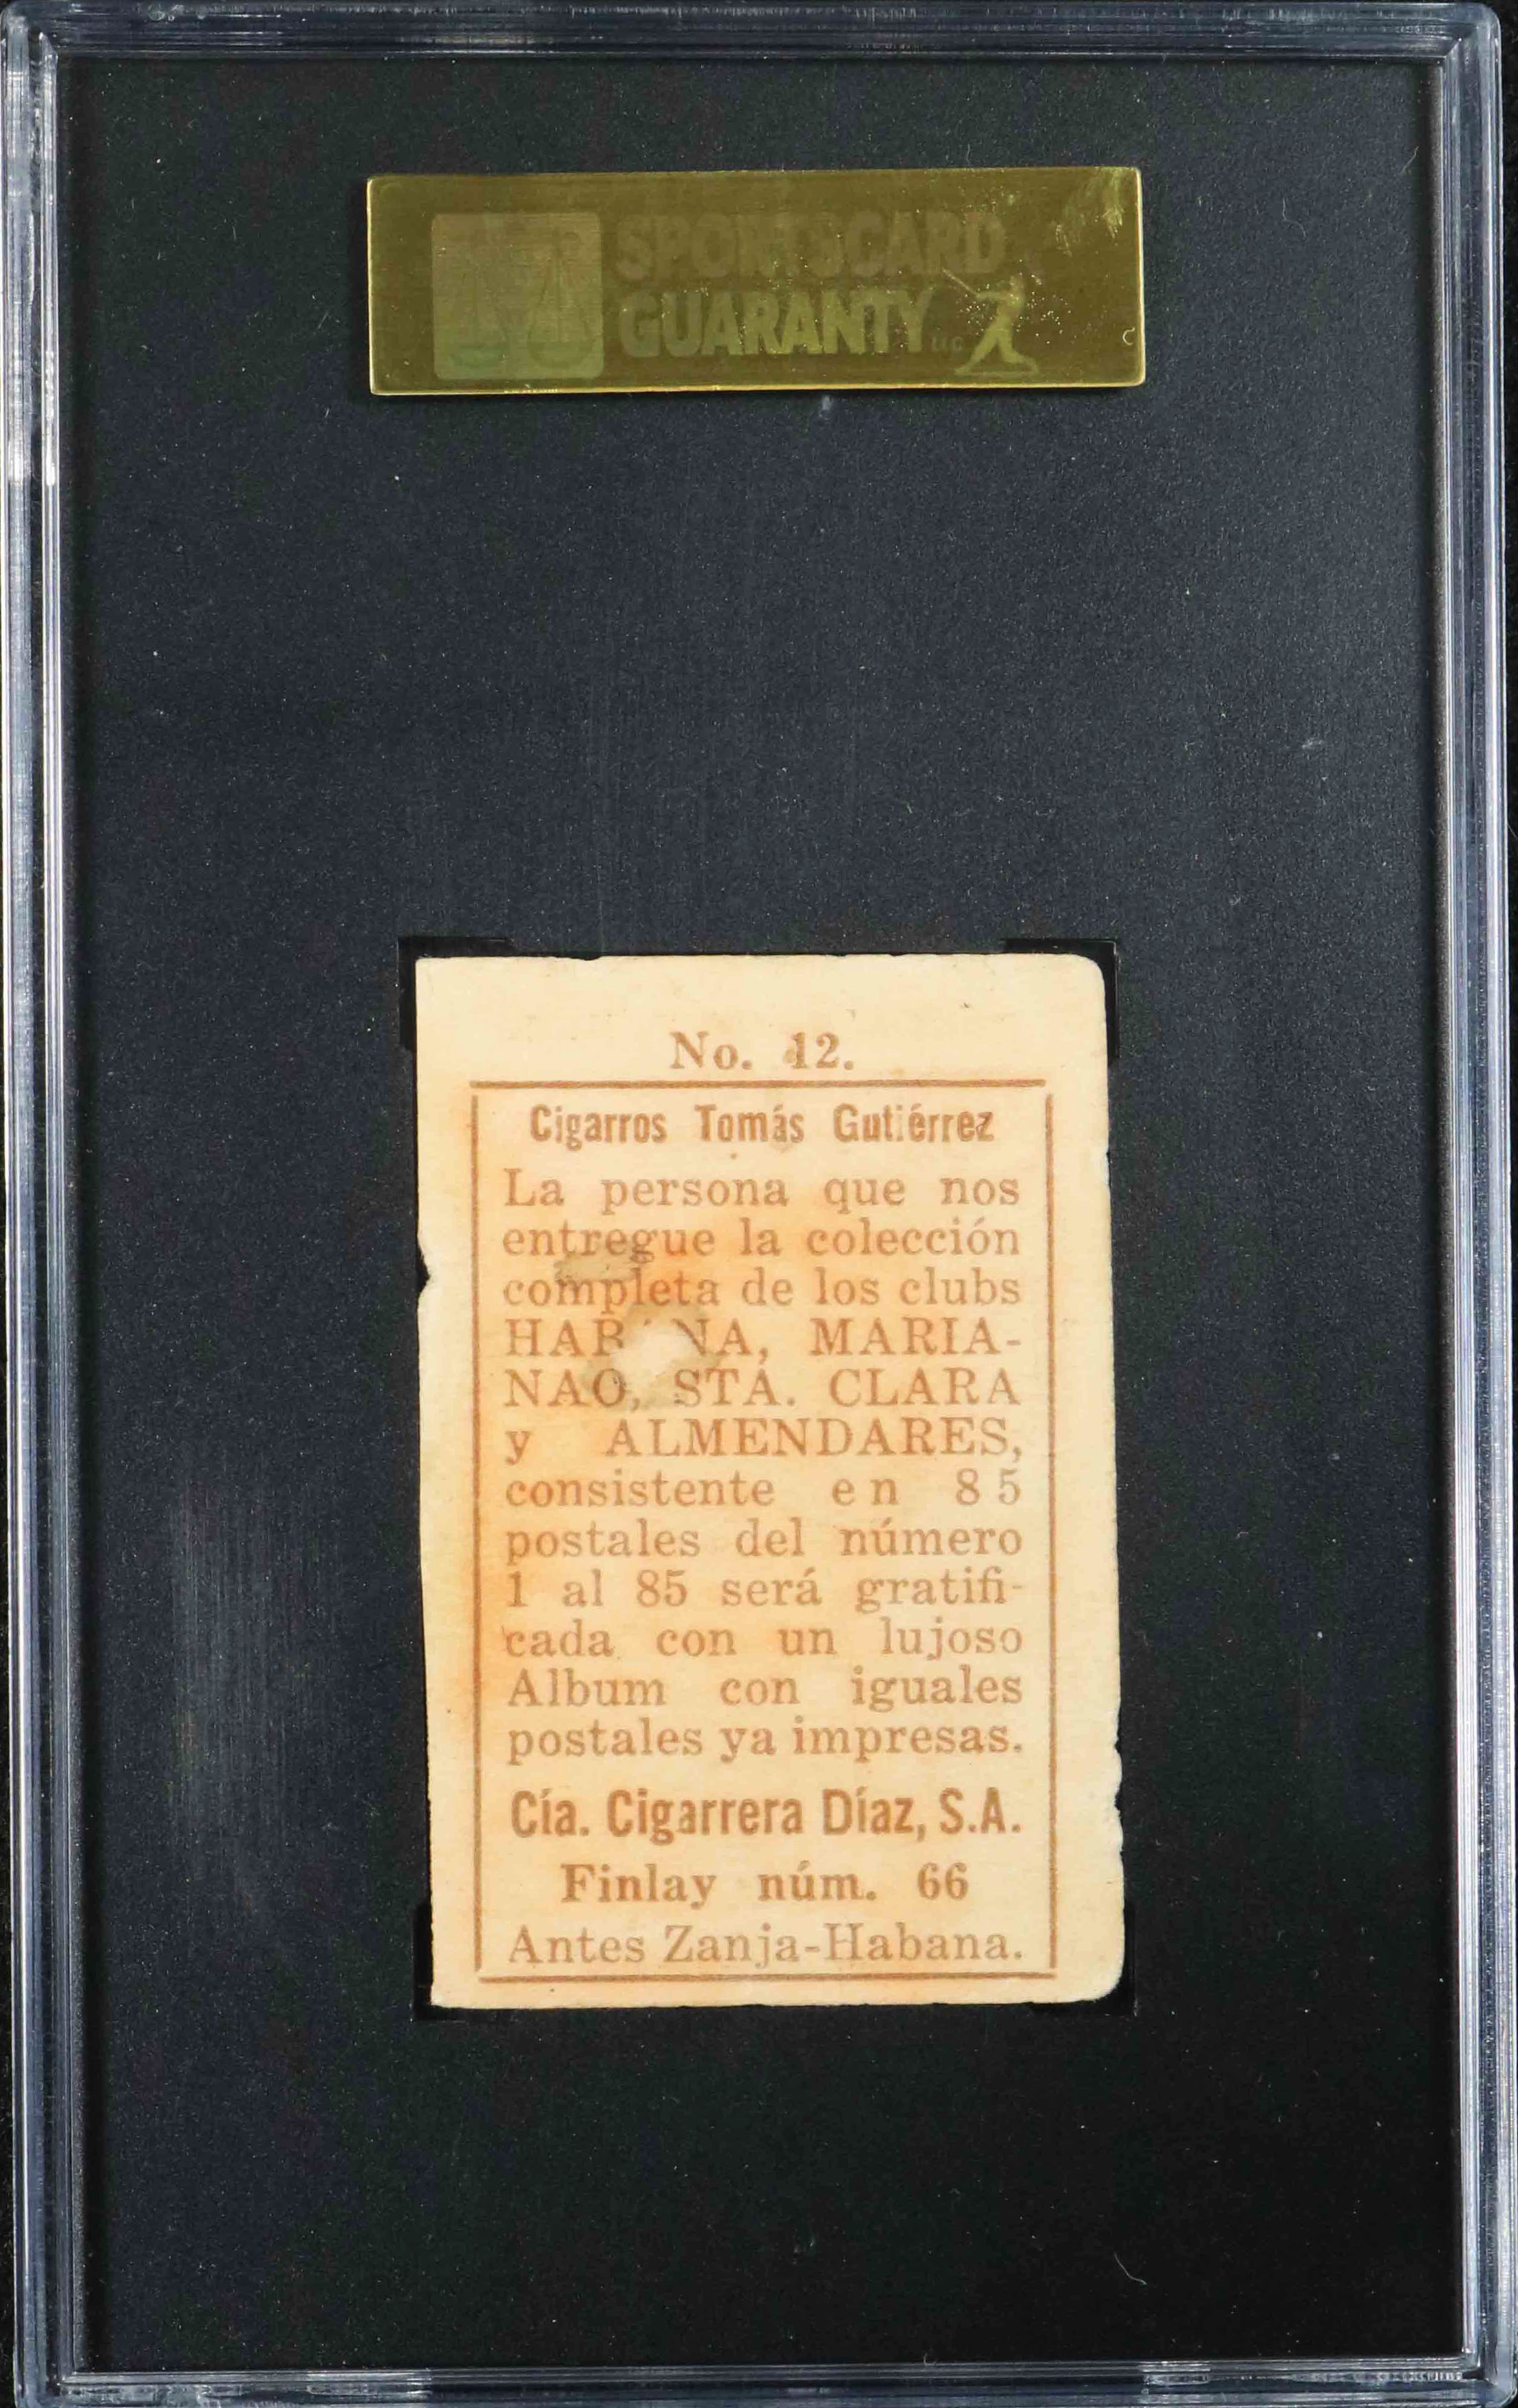 SPORTSCARD
GUARANTY LLC
No. 12.
Cigarros Tomás Gutiérrez
La persona que nos
entregue la colección
completa de los clubs
MARIA-
NAO, STA. CLARA
y ALMENDARES,
consistente en 85
postales del número
1 al 85 será gratifi-
cada con un lujoso
Album con iguales
postales ya impresas.
Cía. Cigarrera Díaz, S.A.
Finlay núm. 66
Antes Zanja-Habana.